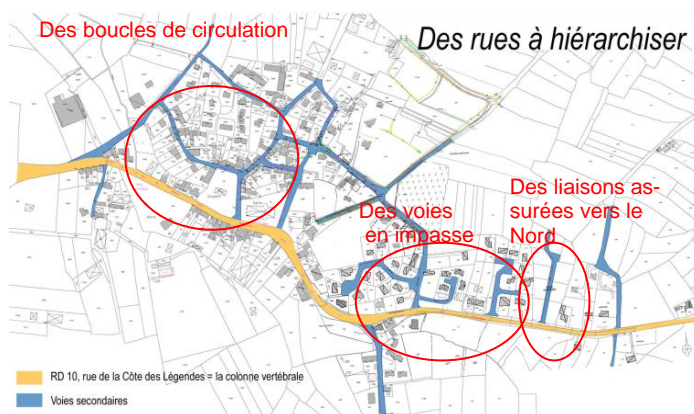 Des boucles de circulation
Des rues à hiérarchiser
Des liaisons as-
surées vers le
Nord
Des voies
en impasse
RD 10, rue de la Côte des Légendes = la colonne vertébrale
Voies secondaires